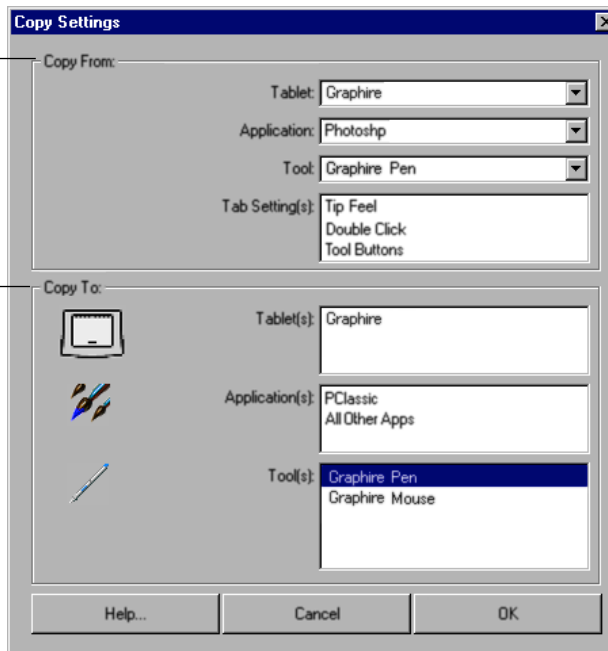 Copy Settings
Copy From:
Tablet: Graphire
Application: Photoshp
Tool: Graphire Pen
Tab Setting(s): Tip Feel
Double Click
Tool Buttons
Copy To:
Tablet(s): Graphire
Application(s): PClassic
All Other Apps
Tool(s): Graphire Pen
Graphire Mouse
Help... Cancel OK